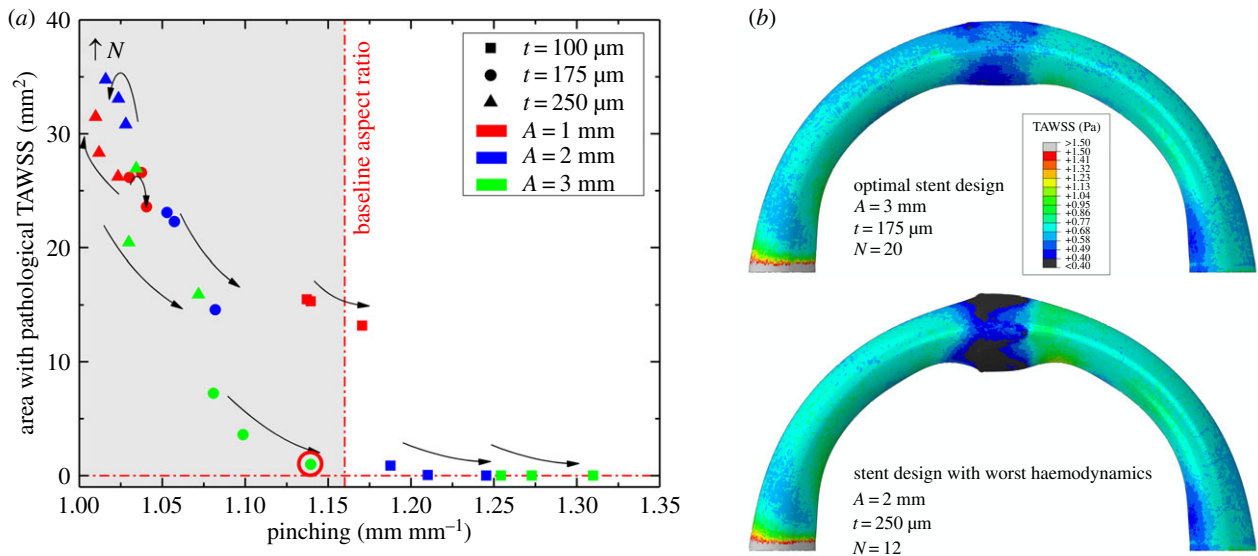 (a)
40
30
20
10
0
area with pathological TAWSS (mm²)
↑ N
t = 100 μm
t = 175 μm
t = 250 μm
A = 1 mm
A = 2 mm
A = 3 mm
baseline aspect ratio
1.00 1.05 1.10 1.15 1.20 1.25 1.30 1.35
pinching (mm mm⁻¹)
(b)
TAWSS (Pa)
>1.50
+1.50
+1.41
+1.32
+1.23
+1.13
+1.04
+0.95
+0.86
+0.77
+0.68
+0.58
+0.49
+0.40
<0.40
optimal stent design
A = 3 mm
t = 175 μm
N = 20
stent design with worst haemodynamics
A = 2 mm
t = 250 μm
N = 12